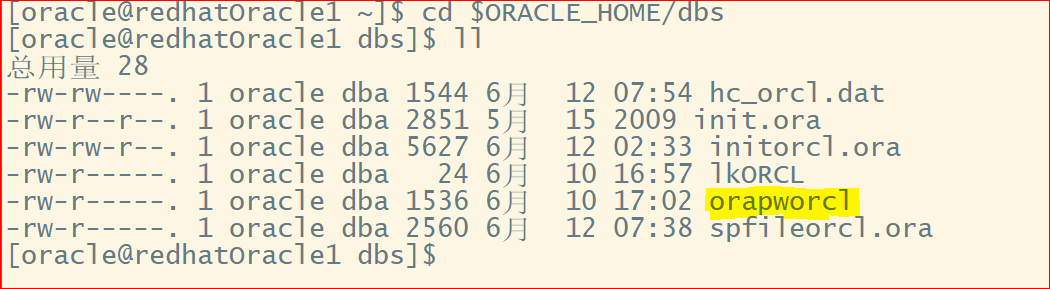 [oracle@redhatOracle1 ~]$ cd $ORACLE_HOME/dbs
[oracle@redhatOracle1 dbs]$ ll
总用量 28
-rw-rw----. 1 oracle dba 1544 6月  12 07:54 hc_orcl.dat
-rw-r--r--. 1 oracle dba 2851 5月  15 2009 init.ora
-rw-rw-r--. 1 oracle dba 5627 6月  12 02:33 initorcl.ora
-rw-r-----. 1 oracle dba   24 6月  10 16:57 lkORCL
-rw-r-----. 1 oracle dba 1536 6月  10 17:02 orapworcl
-rw-r-----. 1 oracle dba 2560 6月  12 07:38 spfileorcl.ora
[oracle@redhatOracle1 dbs]$